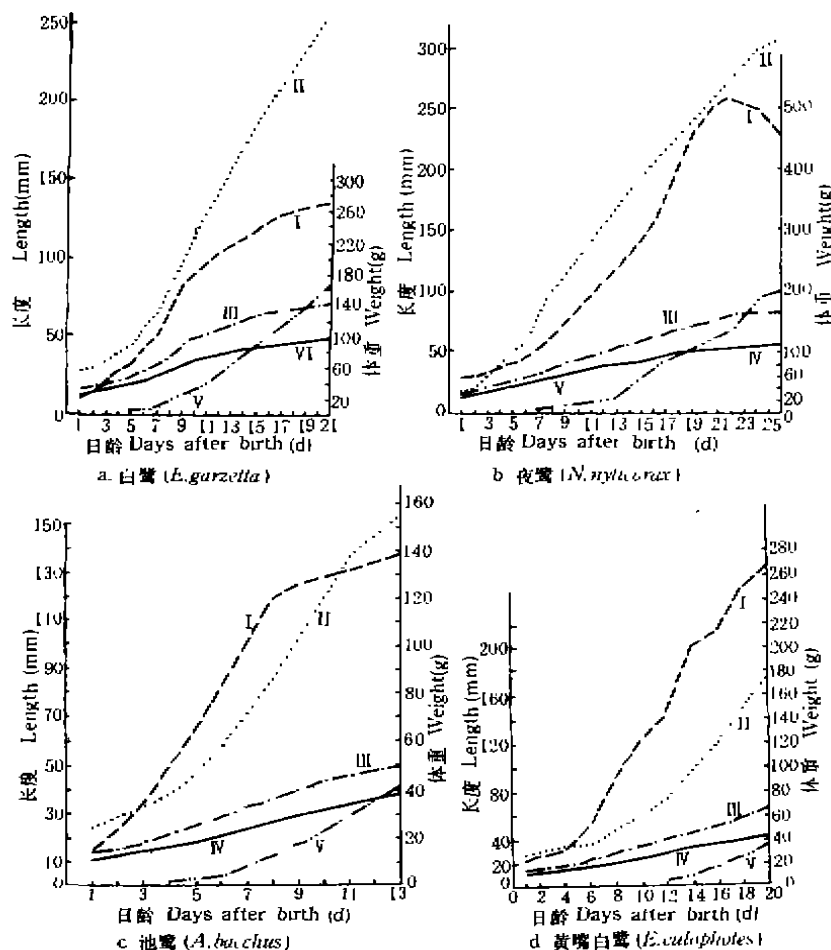 250
200
150
100
50
0
长度 Length(mm)
II
I
III
VI
V
300
260
220
180
140
100
60
20
体重 Weight(g)
1 3 5 7 9 11 13 15 17 19 21
日龄 Days after birth (d)
a. 白鹭 (E.garzetta)
300
250
200
150
100
50
0
长度 Length (mm)
II
I
III
IV
V
500
400
300
200
100
20
0
体重 Weight(g)
1 3 5 7 9 11 13 15 17 19 21 23 25
日龄 Days after birth (d)
b 夜鹭
150
130
110
90
70
50
30
10
0
长度 Length (mm)
I
II
III
IV
V
160
140
120
100
80
60
40
20
0
体重 Weight(g)
1 3 5 7 9 11 13
日龄 Days after birth (d)
c 池鹭 (A.bacchus)
200
160
120
80
40
20
0
长度 Length (mm)
I
II
III
IV
V
280
260
240
220
200
180
160
140
120
100
80
60
40
20
0
体重 Weight (g)
0 2 4 6 8 10 12 14 16 18 20
日龄 Days after birth (d)
d 黄嘴白鹭